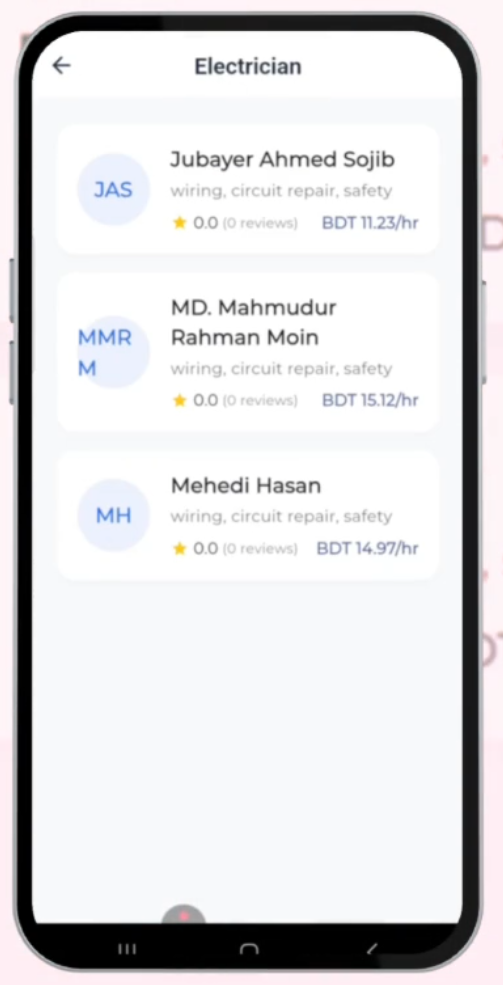 Electrician
JAS
Jubayer Ahmed Sojib
wiring, circuit repair, safety
0.0 (0 reviews) BDT 11.23/hr
MMR
M
MD. Mahmudur
Rahman Moin
wiring, circuit repair, safety
0.0 (0 reviews) BDT 15.12/hr
MH
Mehedi Hasan
wiring, circuit repair, safety
0.0 (0 reviews) BDT 14.97/hr